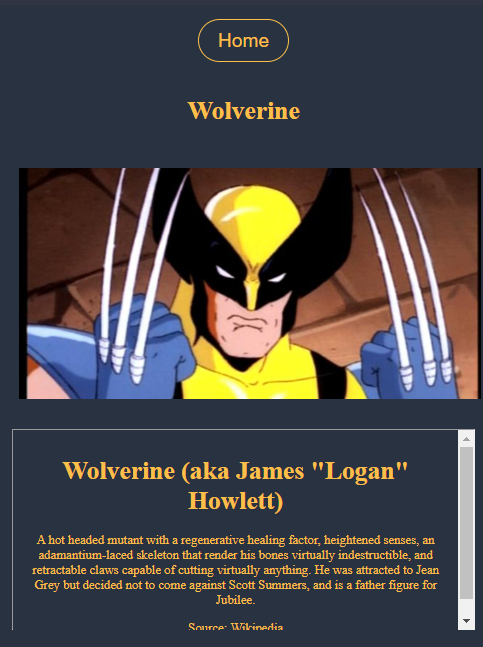 Home
Wolverine
Wolverine (aka James "Logan"
Howlett)
A hot headed mutant with a regenerative healing factor, heightened senses, an
adamantium-laced skeleton that render his bones virtually indestructible, and
retractable claws capable of cutting virtually anything. He was attracted to Jean
Grey but decided not to come against Scott Summers, and is a father figure for
Jubilee.
Source: Wikipedia